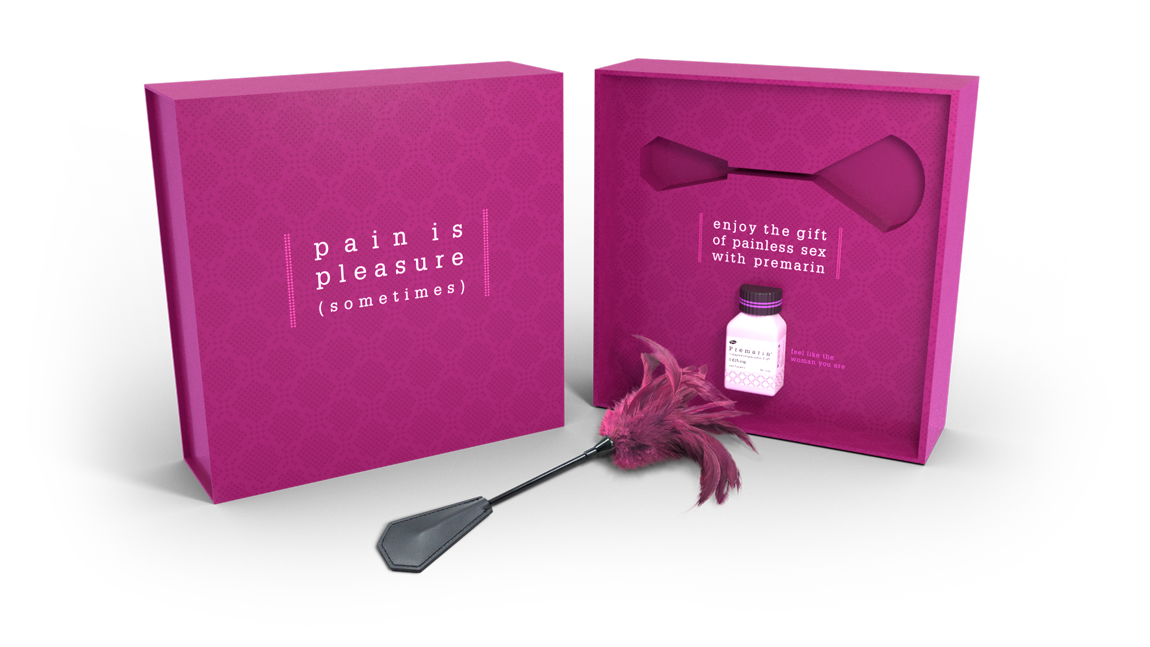 pain is
pleasure
(sometimes)
enjoy the gift
of painless sex
with premarin
Premarin
feel like the
woman you are